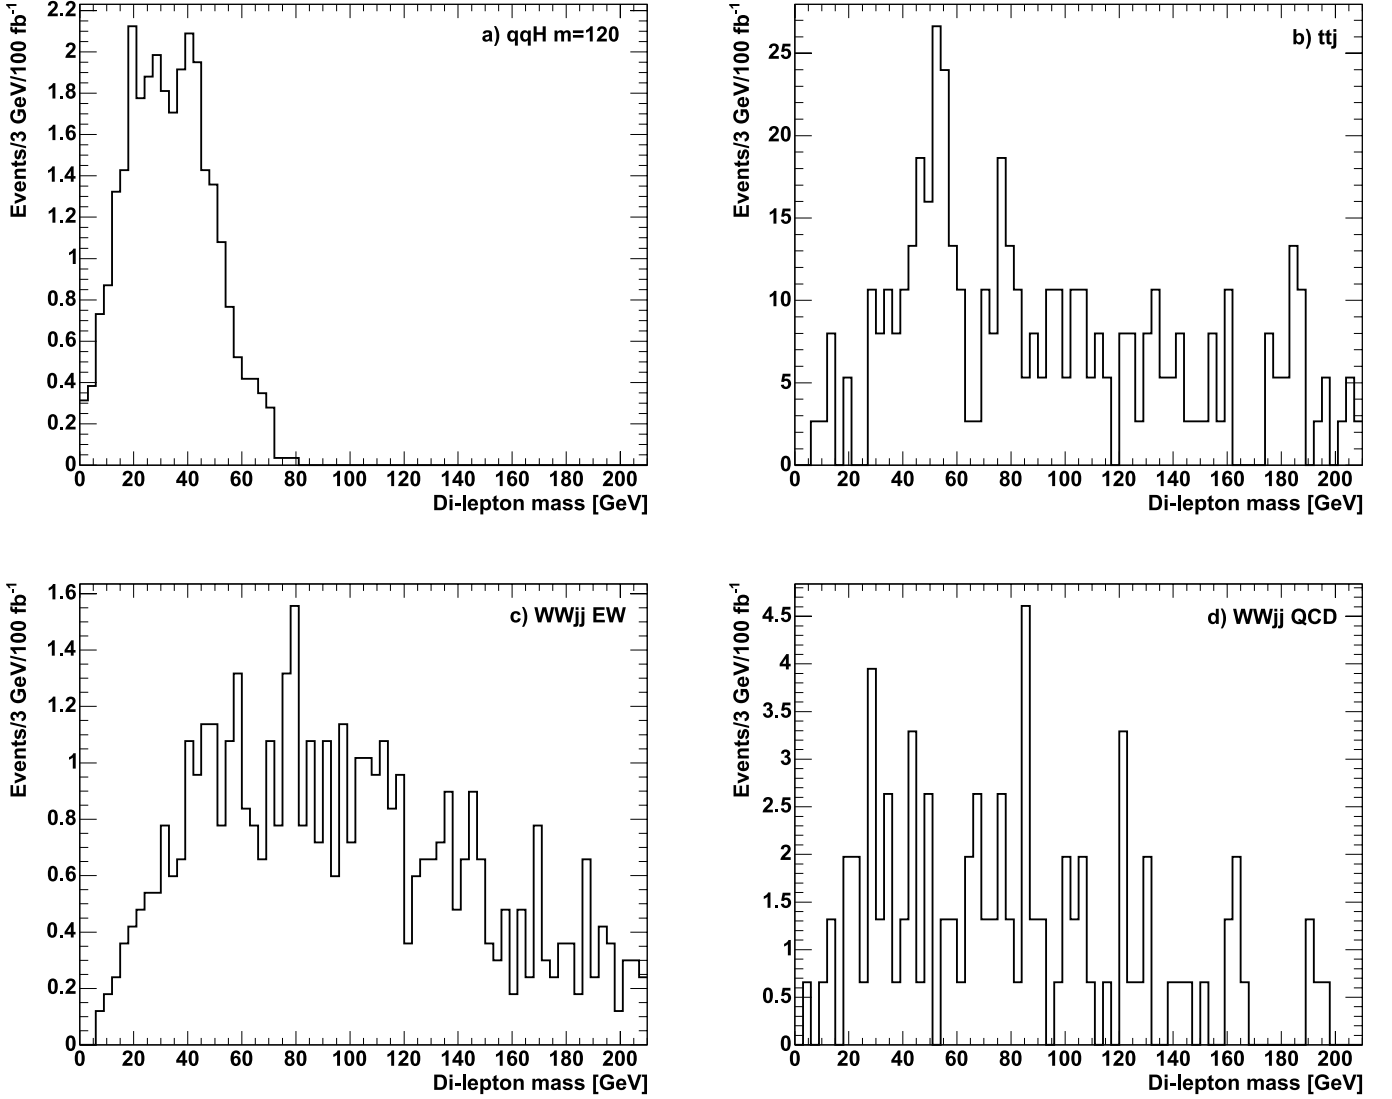 a) qqH m=120
Events/3 GeV/100 fb⁻¹
2.2
2
1.8
1.6
1.4
1.2
1
0.8
0.6
0.4
0.2
0
0 20 40 60 80 100 120 140 160 180 200
Di-lepton mass [GeV]
b) ttj
Events/3 GeV/100 fb⁻¹
25
20
15
10
5
0
0 20 40 60 80 100 120 140 160 180 200
Di-lepton mass [GeV]
c) WWjj EW
Events/3 GeV/100 fb⁻¹
1.6
1.4
1.2
1
0.8
0.6
0.4
0.2
0
0 20 40 60 80 100 120 140 160 180 200
Di-lepton mass [GeV]
d) WWjj QCD
Events/3 GeV/100 fb⁻¹
4.5
4
3.5
3
2.5
2
1.5
1
0.5
0
0 20 40 60 80 100 120 140 160 180 200
Di-lepton mass [GeV]